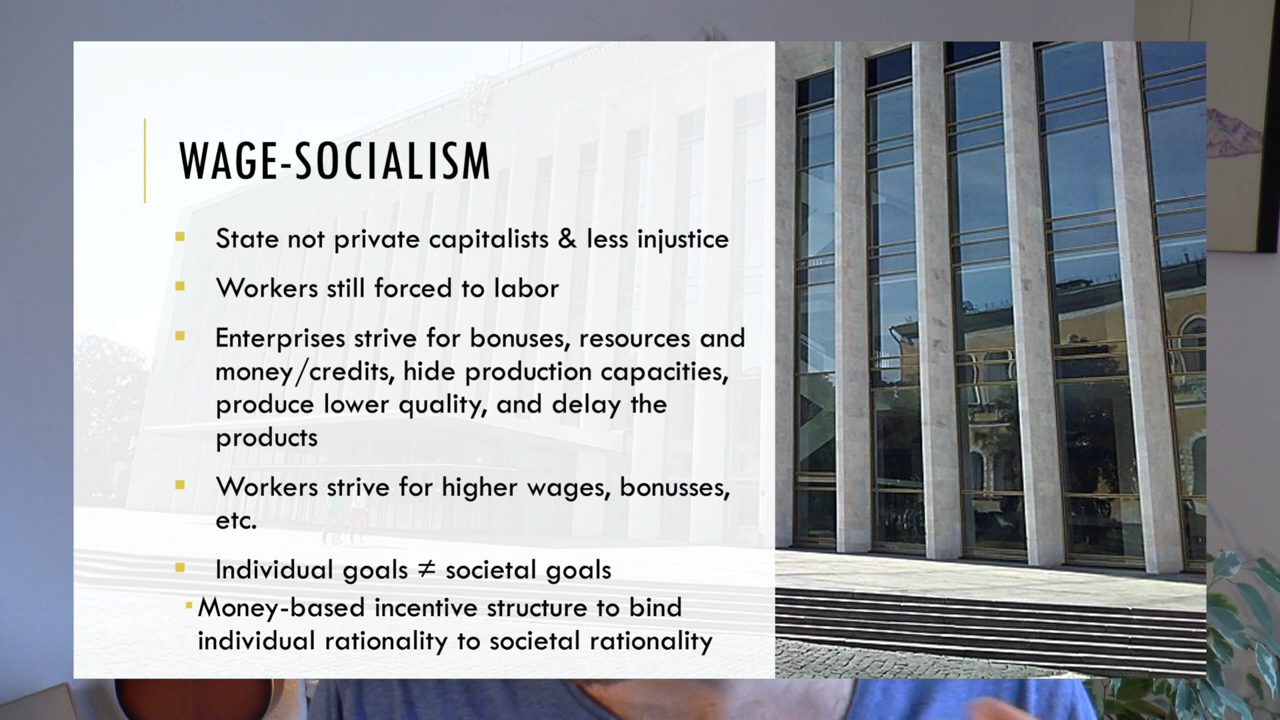 WAGE-SOCIALISM
State not private capitalists & less injustice
Workers still forced to labor
Enterprises strive for bonuses, resources and
money/credits, hide production capacities,
produce lower quality, and delay the
products
Workers strive for higher wages, bonusses,
etc.
Individual goals ≠ societal goals
Money-based incentive structure to bind
individual rationality to societal rationality